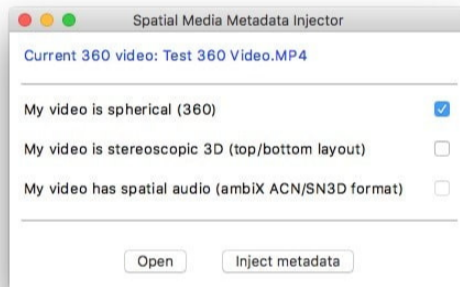 Spatial Media Metadata Injector
Current 360 video: Test 360 Video.MP4
My video is spherical (360)
My video is stereoscopic 3D (top/bottom layout)
My video has spatial audio (ambiX ACN/SN3D format)
Open Inject metadata